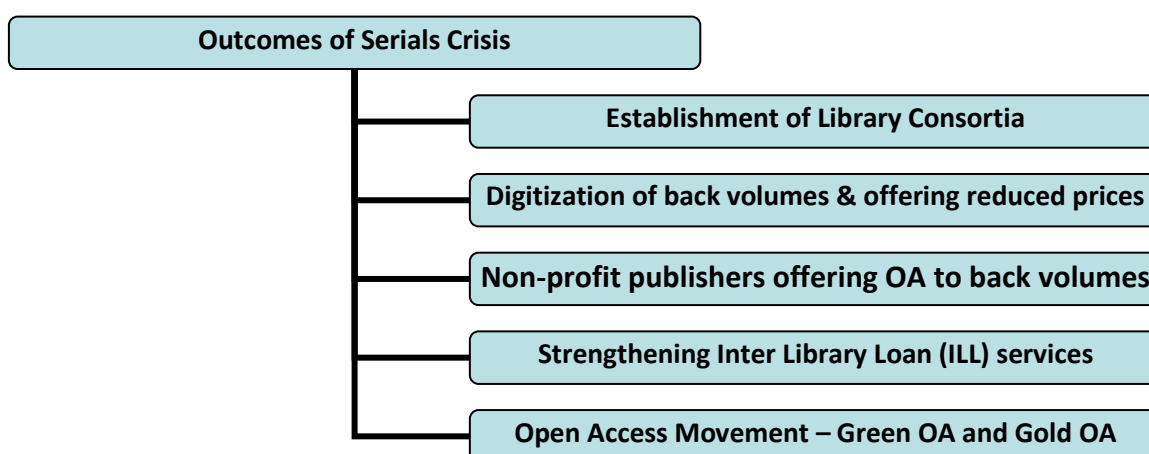 Outcomes of Serials Crisis
Establishment of Library Consortia
Digitization of back volumes & offering reduced prices
Non-profit publishers offering OA to back volumes
Strengthening Inter Library Loan (ILL) services
Open Access Movement – Green OA and Gold OA